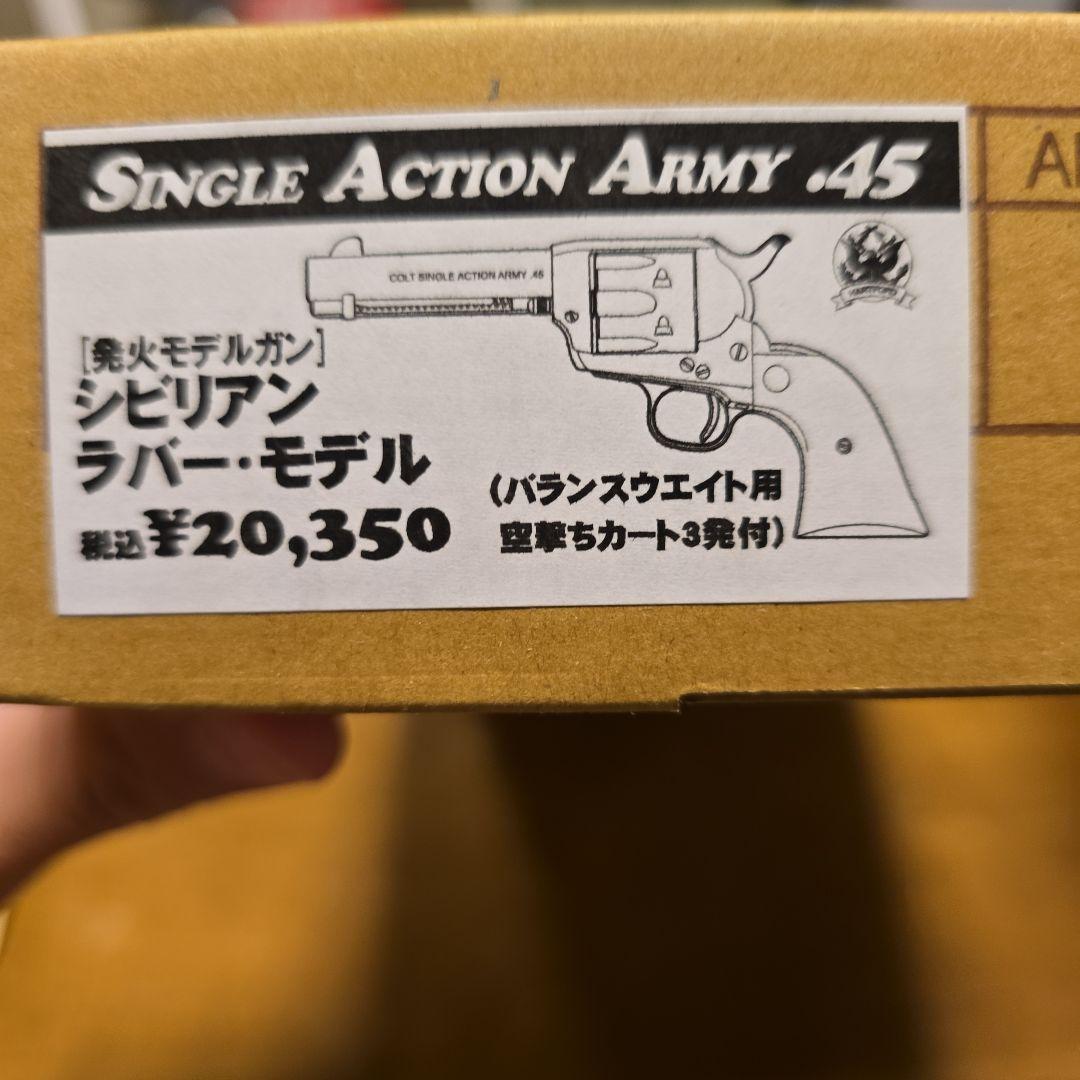 SINGLE ACTION ARMY .45
COLT SINGLE ACTION ARMY .45
HARTFORD
[発火モデルガン]
シビリアン
ラバー・モデル
税込¥20,350
(バランスウエイト用
空撃ちカート3発付)